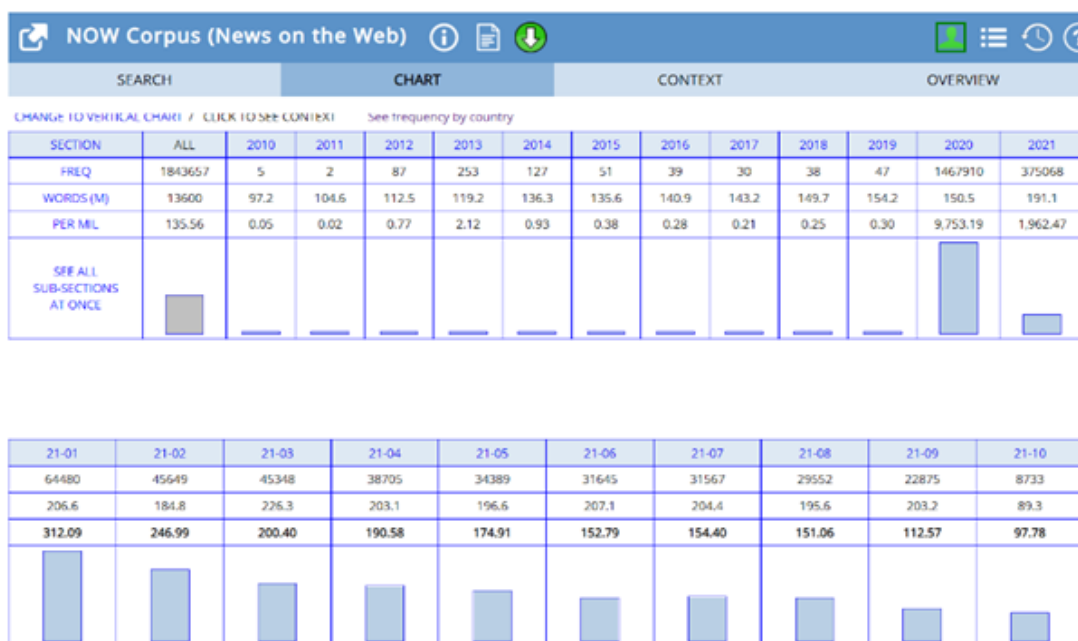 NOW Corpus (News on the Web)
SEARCH CHART CONTEXT OVERVIEW
CHANGE TO VERTICAL CHART / CLICK TO SEE CONTEXT See frequency by country
SECTION ALL 2010 2011 2012 2013 2014 2015 2016 2017 2018 2019 2020 2021
FREQ 1843657 5 2 87 253 127 51 39 30 38 47 1467910 375068
WORDS (M) 13600 97.2 104.6 112.5 119.2 136.3 135.6 140.9 143.2 149.7 154.2 150.5 191.1
PER MIL 135.56 0.05 0.02 0.77 2.12 0.93 0.38 0.28 0.21 0.25 0.30 9,753.19 1,962.47
SEE ALL
SUB-SECTIONS
AT ONCE
21-01 21-02 21-03 21-04 21-05 21-06 21-07 21-08 21-09 21-10
64480 45649 45348 38705 34389 31645 31567 29552 22875 8733
206.6 184.8 226.3 203.1 196.6 207.1 204.4 195.6 203.2 89.3
312.09 246.99 200.40 190.58 174.91 152.79 154.40 151.06 112.57 97.78